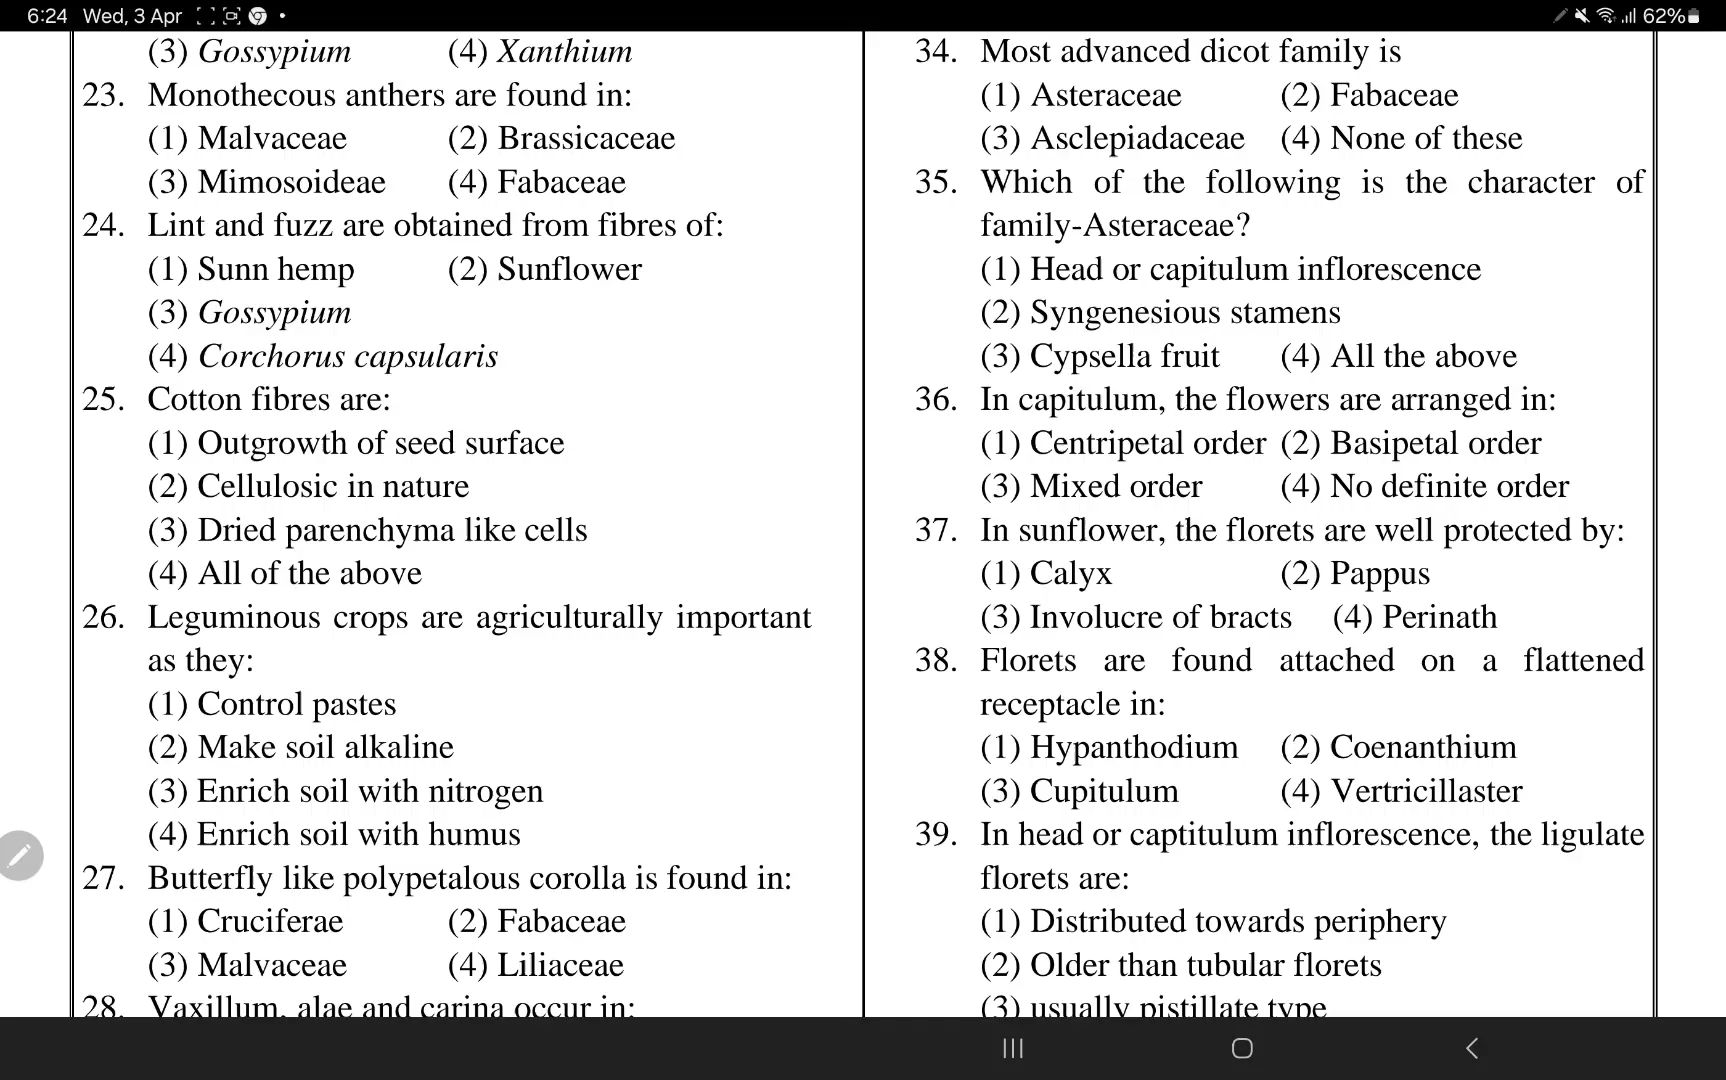 6:24 Wed, 3 Apr
62%
(3) Gossypium (4) Xanthium
23. Monothecous anthers are found in:
(1) Malvaceae (2) Brassicaceae
(3) Mimosoideae (4) Fabaceae
24. Lint and fuzz are obtained from fibres of:
(1) Sunn hemp (2) Sunflower
(3) Gossypium
(4) Corchorus capsularis
25. Cotton fibres are:
(1) Outgrowth of seed surface
(2) Cellulosic in nature
(3) Dried parenchyma like cells
(4) All of the above
26. Leguminous crops are agriculturally important
as they:
(1) Control pastes
(2) Make soil alkaline
(3) Enrich soil with nitrogen
(4) Enrich soil with humus
27. Butterfly like polypetalous corolla is found in:
(1) Cruciferae (2) Fabaceae
(3) Malvaceae (4) Liliaceae
28. Vaxillum, alae and carina occur in:
34. Most advanced dicot family is
(1) Asteraceae (2) Fabaceae
(3) Asclepiadaceae (4) None of these
35. Which of the following is the character of
family-Asteraceae?
(1) Head or capitulum inflorescence
(2) Syngenesious stamens
(3) Cypsella fruit (4) All the above
36. In capitulum, the flowers are arranged in:
(1) Centripetal order (2) Basipetal order
(3) Mixed order (4) No definite order
37. In sunflower, the florets are well protected by:
(1) Calyx (2) Pappus
(3) Involucre of bracts (4) Perinath
38. Florets are found attached on a flattened
receptacle in:
(1) Hypanthodium (2) Coenanthium
(3) Cupitulum (4) Vertricillaster
39. In head or captitulum inflorescence, the ligulate
florets are:
(1) Distributed towards periphery
(2) Older than tubular florets
(3) usually pistillate type